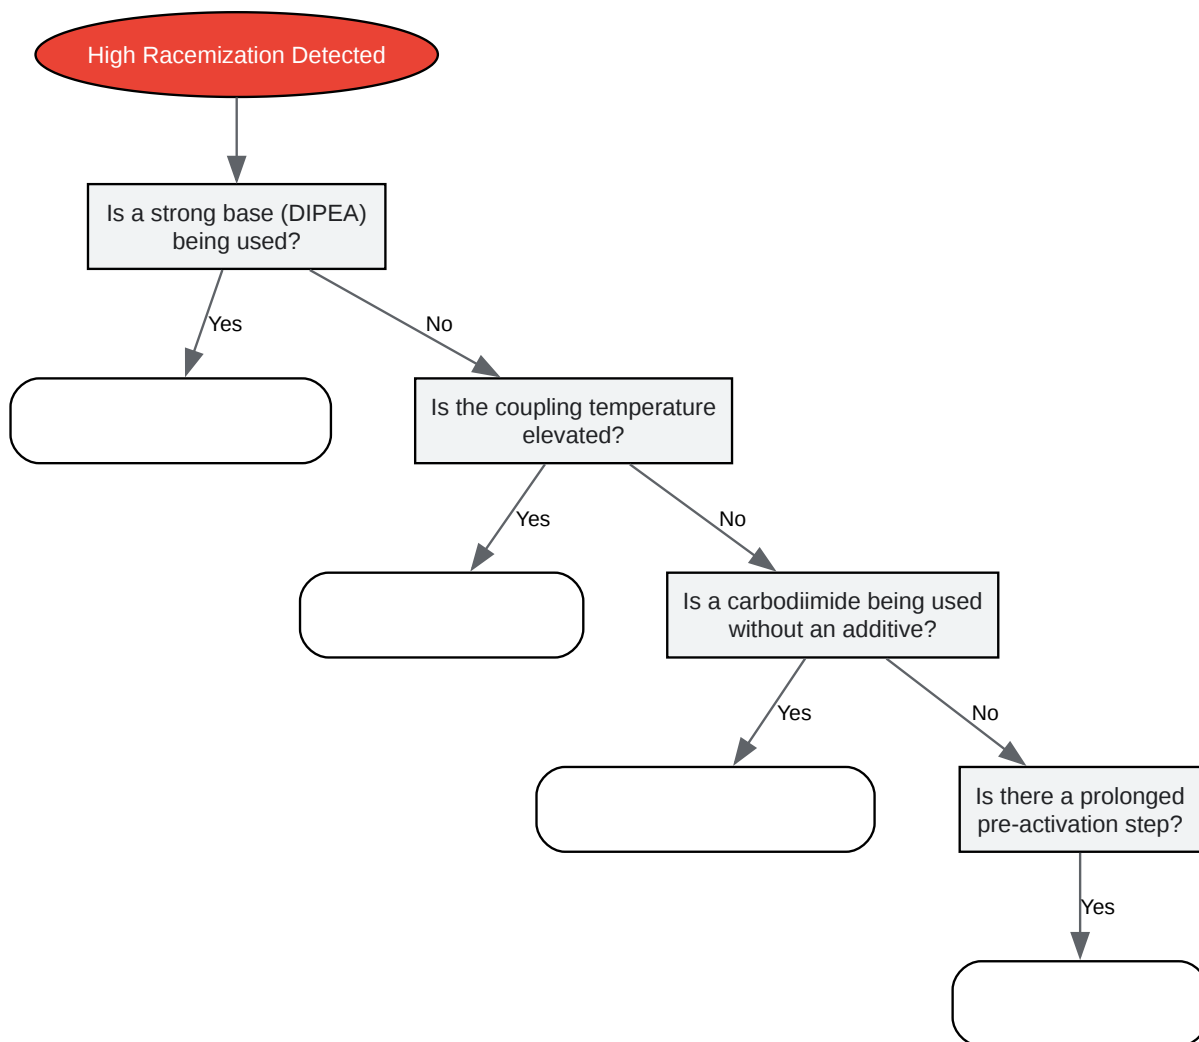 High Racemization Detected
Is a strong base (DIPEA)
being used?
Yes
No
Is the coupling temperature
elevated?
Yes
No
Is a carbodiimide being used
without an additive?
Yes
No
Is there a prolonged
pre-activation step?
Yes